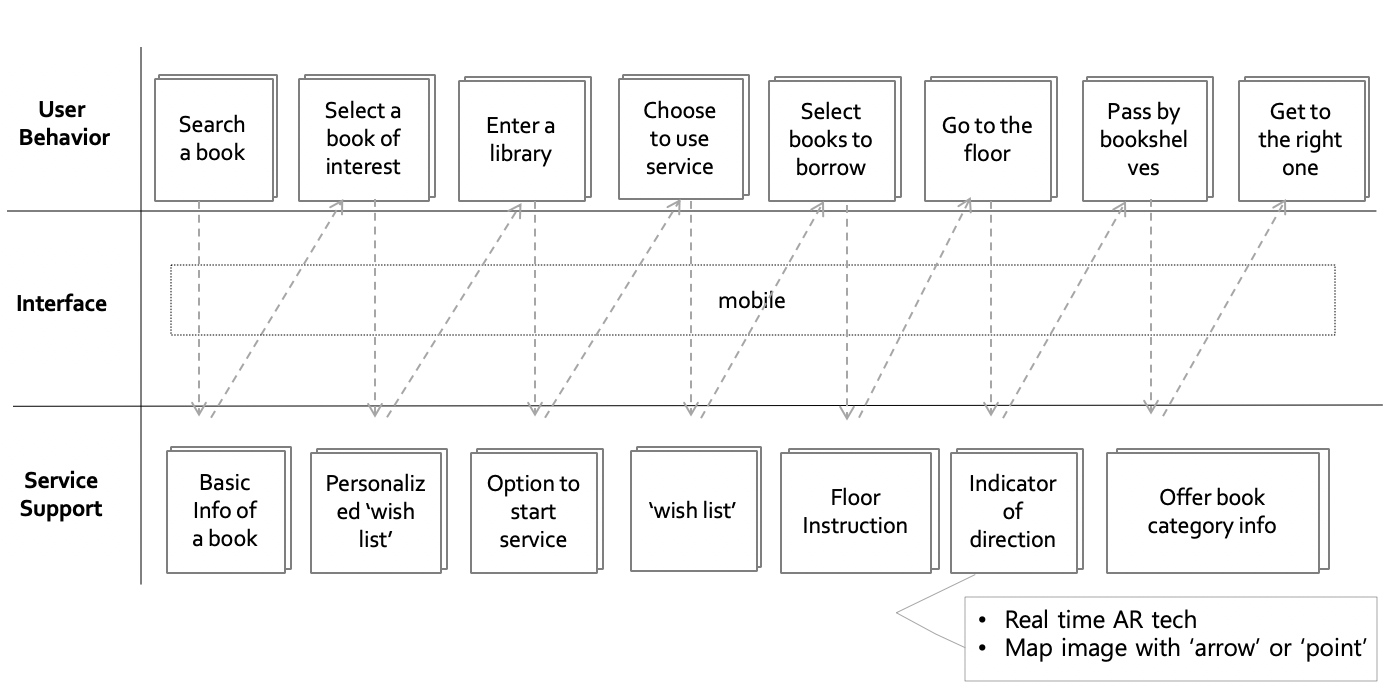 User
Behavior
Search
a book
Select a
book of
interest
Enter a
library
Choose
to use
service
Select
books to
borrow
Go to the
floor
Pass by
bookshel
ves
Get to
the right
one
Interface
mobile
Service
Support
Basic
Info of
a book
Personaliz
ed ‘wish
list’
Option to
start
service
‘wish list’
Floor
Instruction
Indicator
of
direction
Offer book
category info
• Real time AR tech
• Map image with ‘arrow’ or ‘point’